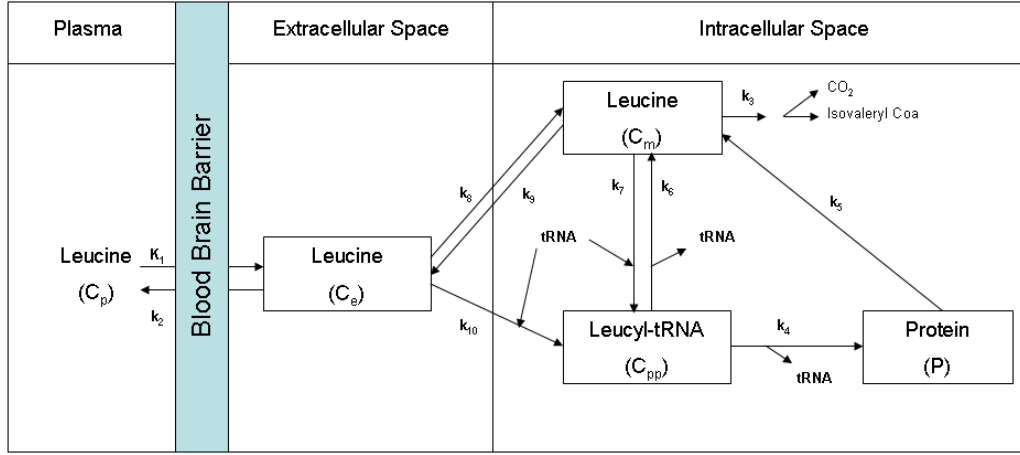 Plasma
Extracellular Space
Intracellular Space
Blood Brain Barrier
Leucine
(Cₘ)
k₃
CO₂
Isovaleryl Coa
k₈
k₉
k₇
k₆
k₅
tRNA
tRNA
Leucine
(Cₚ)
K₁
k₂
Leucine
(Cₑ)
k₁₀
Leucyl-tRNA
(Cₚₚ)
k₄
tRNA
Protein
(P)